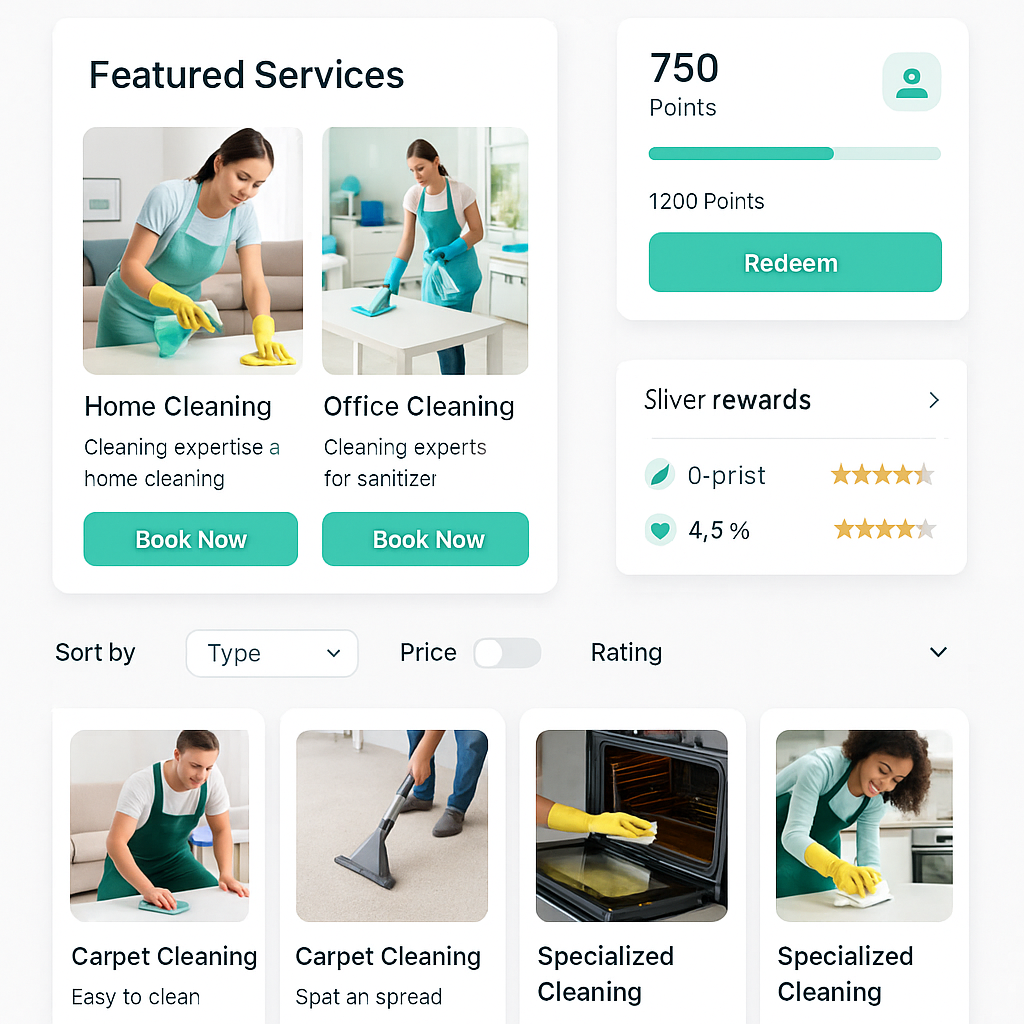 Featured Services
Home Cleaning
Cleaning expertise a
home cleaning
Book Now
Office Cleaning
Cleaning experts
for sanitizer
Book Now
750
Points
1200 Points
Redeem
Sliver rewards
0-prist
4,5 %
Sort by
Type
Price
Rating
Carpet Cleaning
Easy to clean
Carpet Cleaning
Spat an spread
Specialized
Cleaning
Specialized
Cleaning